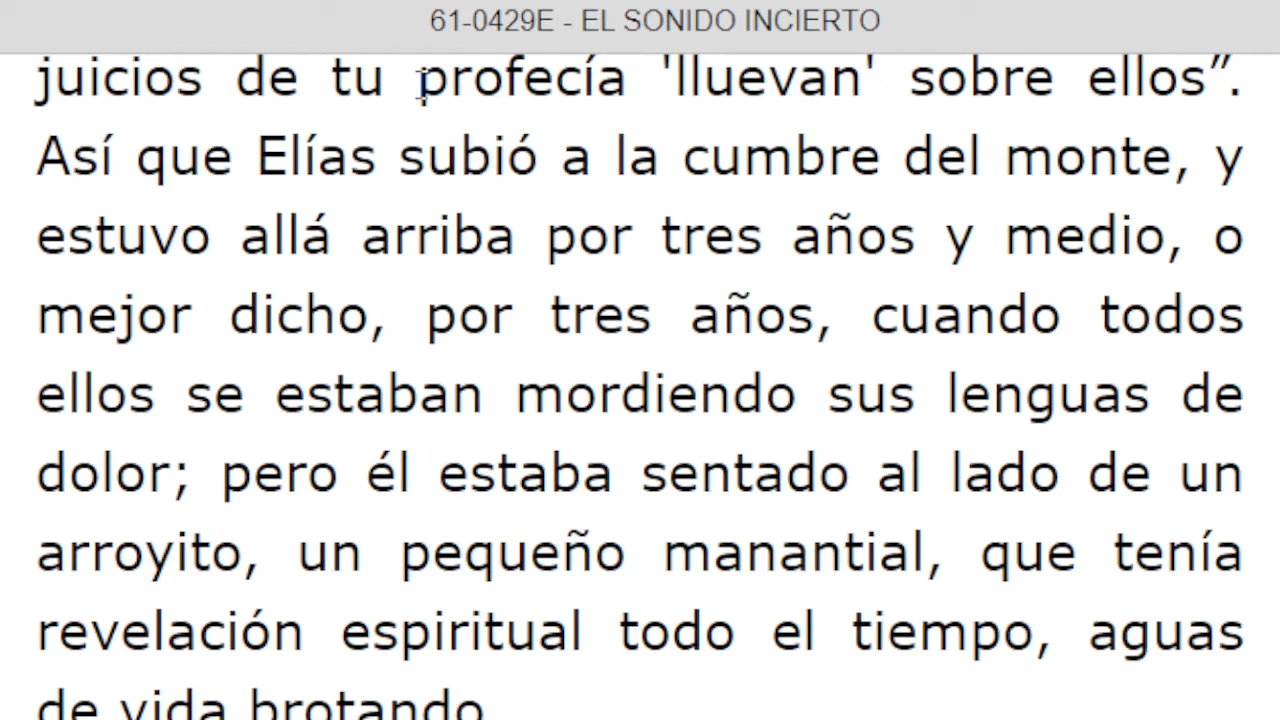 61-0429E - EL SONIDO INCIERTO
juicios de tu profecía 'lluevan' sobre ellos”.
Así que Elías subió a la cumbre del monte, y
estuvo allá arriba por tres años y medio, o
mejor dicho, por tres años, cuando todos
ellos se estaban mordiendo sus lenguas de
dolor; pero él estaba sentado al lado de un
arroyito, un pequeño manantial, que tenía
revelación espiritual todo el tiempo, aguas
de vida brotando